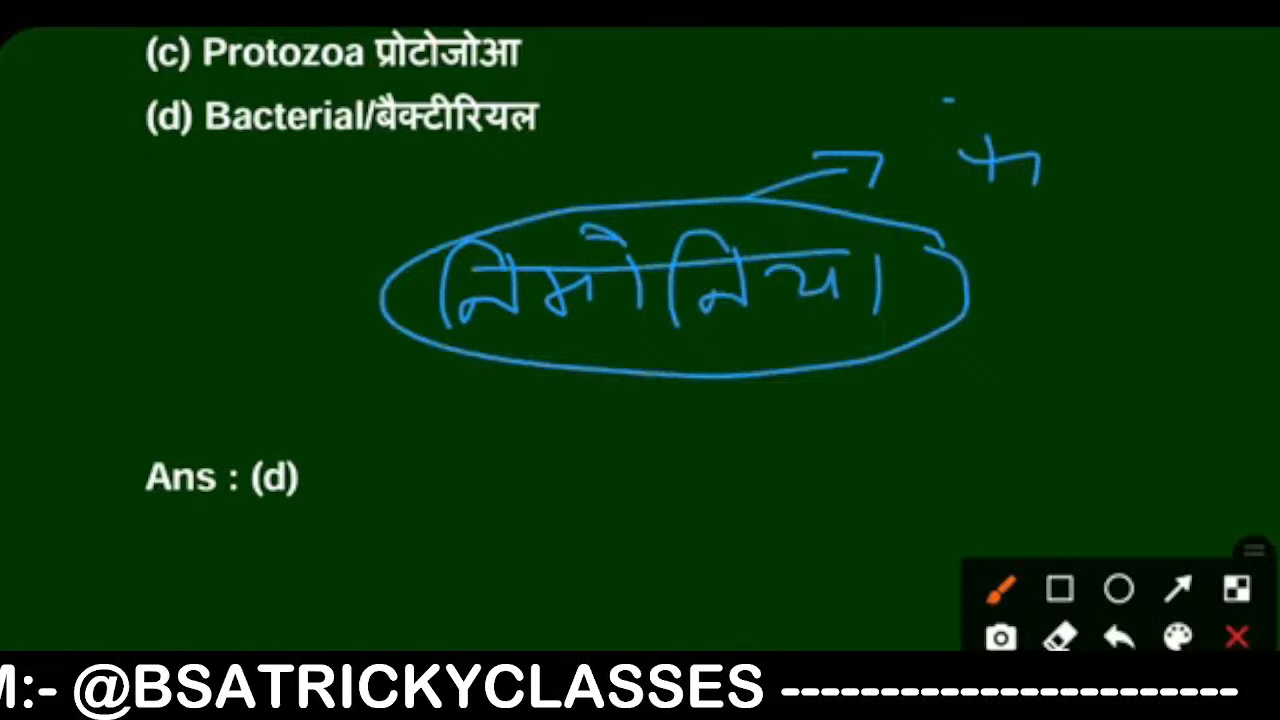 (c) Protozoa प्रोटोजोआ
(d) Bacterial/बैक्टीरियल
निमोनिया
Ans : (d)
M:- @BSATRICKYCLASSES -----------------------